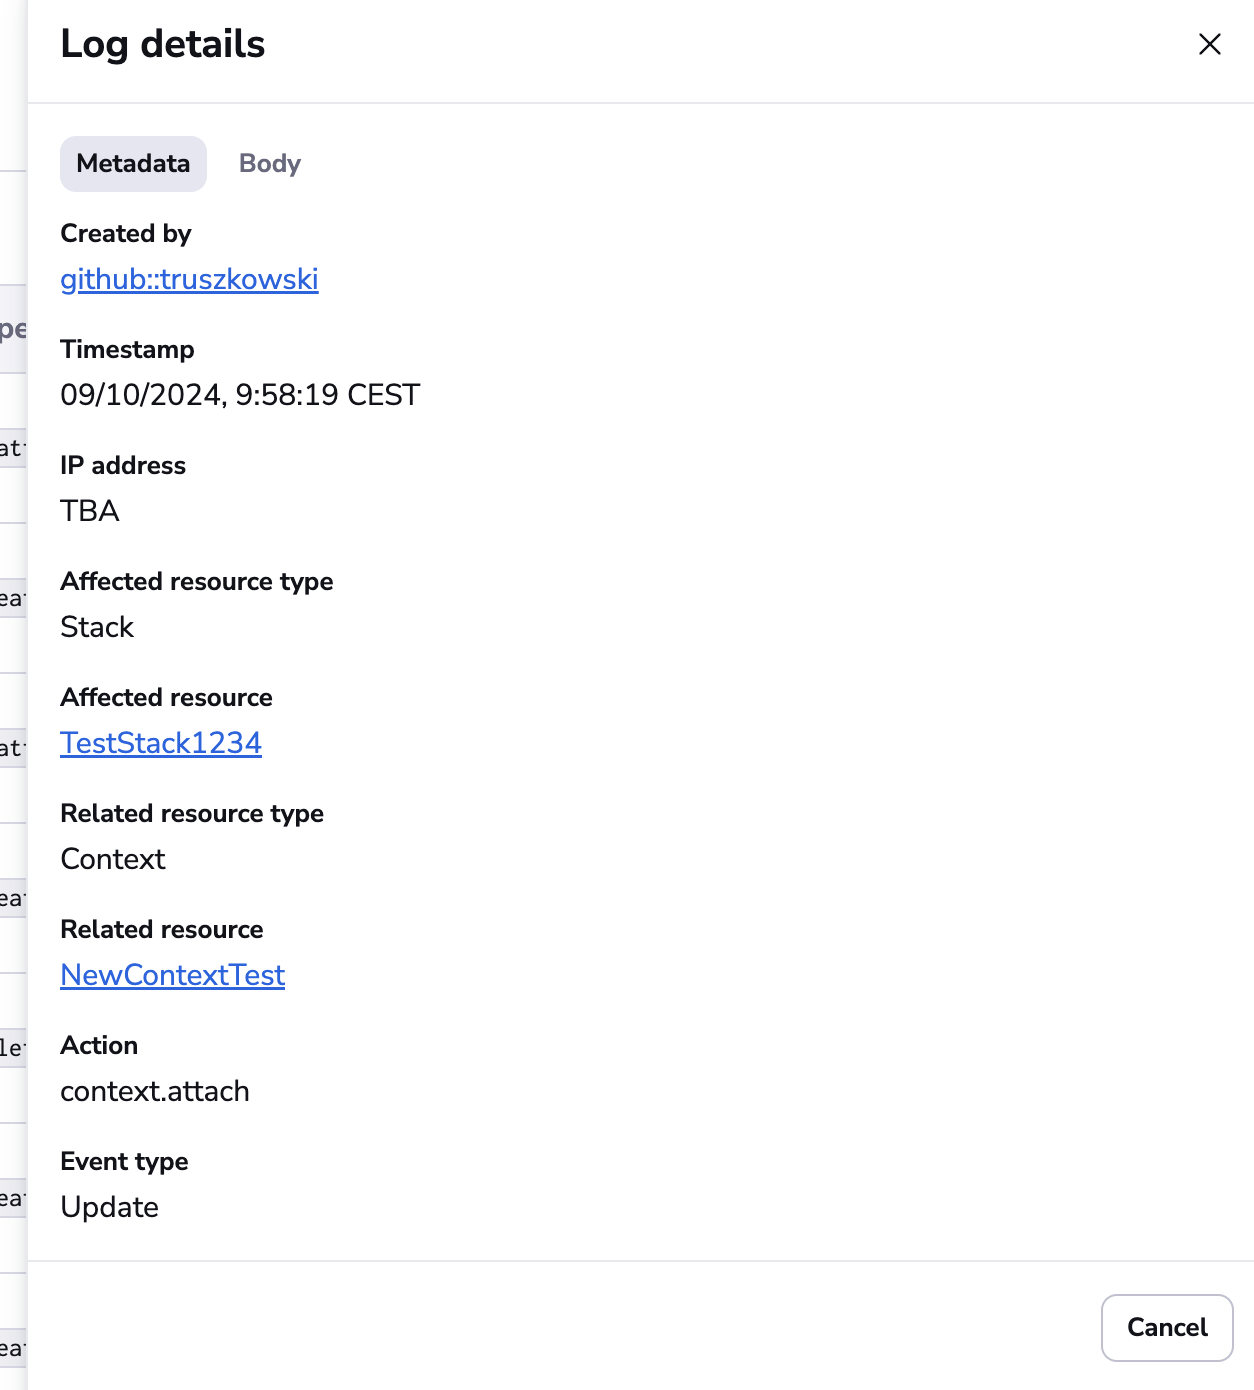 Log details
Metadata
Body
Created by
github::truszkowski
Timestamp
09/10/2024, 9:58:19 CEST
IP address
TBA
Affected resource type
Stack
Affected resource
TestStack1234
Related resource type
Context
Related resource
NewContextTest
Action
context.attach
Event type
Update
Cancel